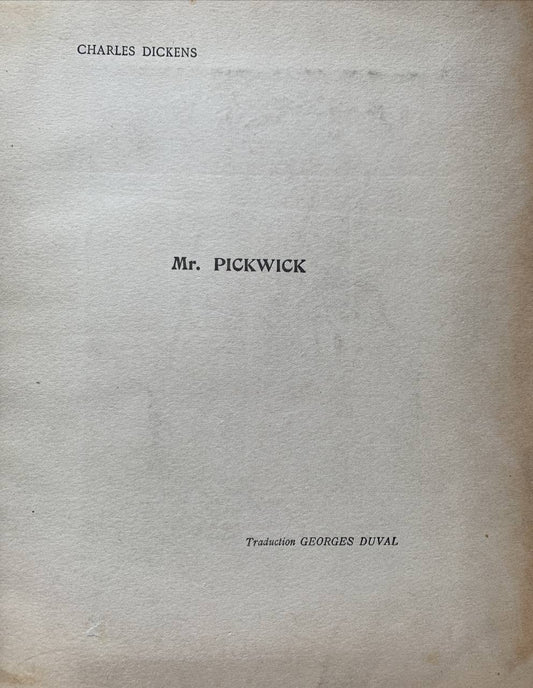 CHARLES DICKENS
Mr. PICKWICK
Traduction GEORGES DUVAL